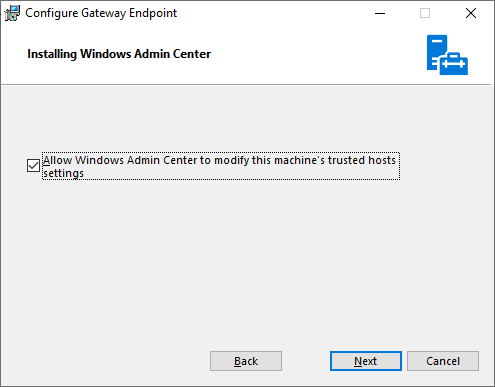 Configure Gateway Endpoint
Installing Windows Admin Center
Allow Windows Admin Center to modify this machine's trusted hosts
settings
Back
Next
Cancel